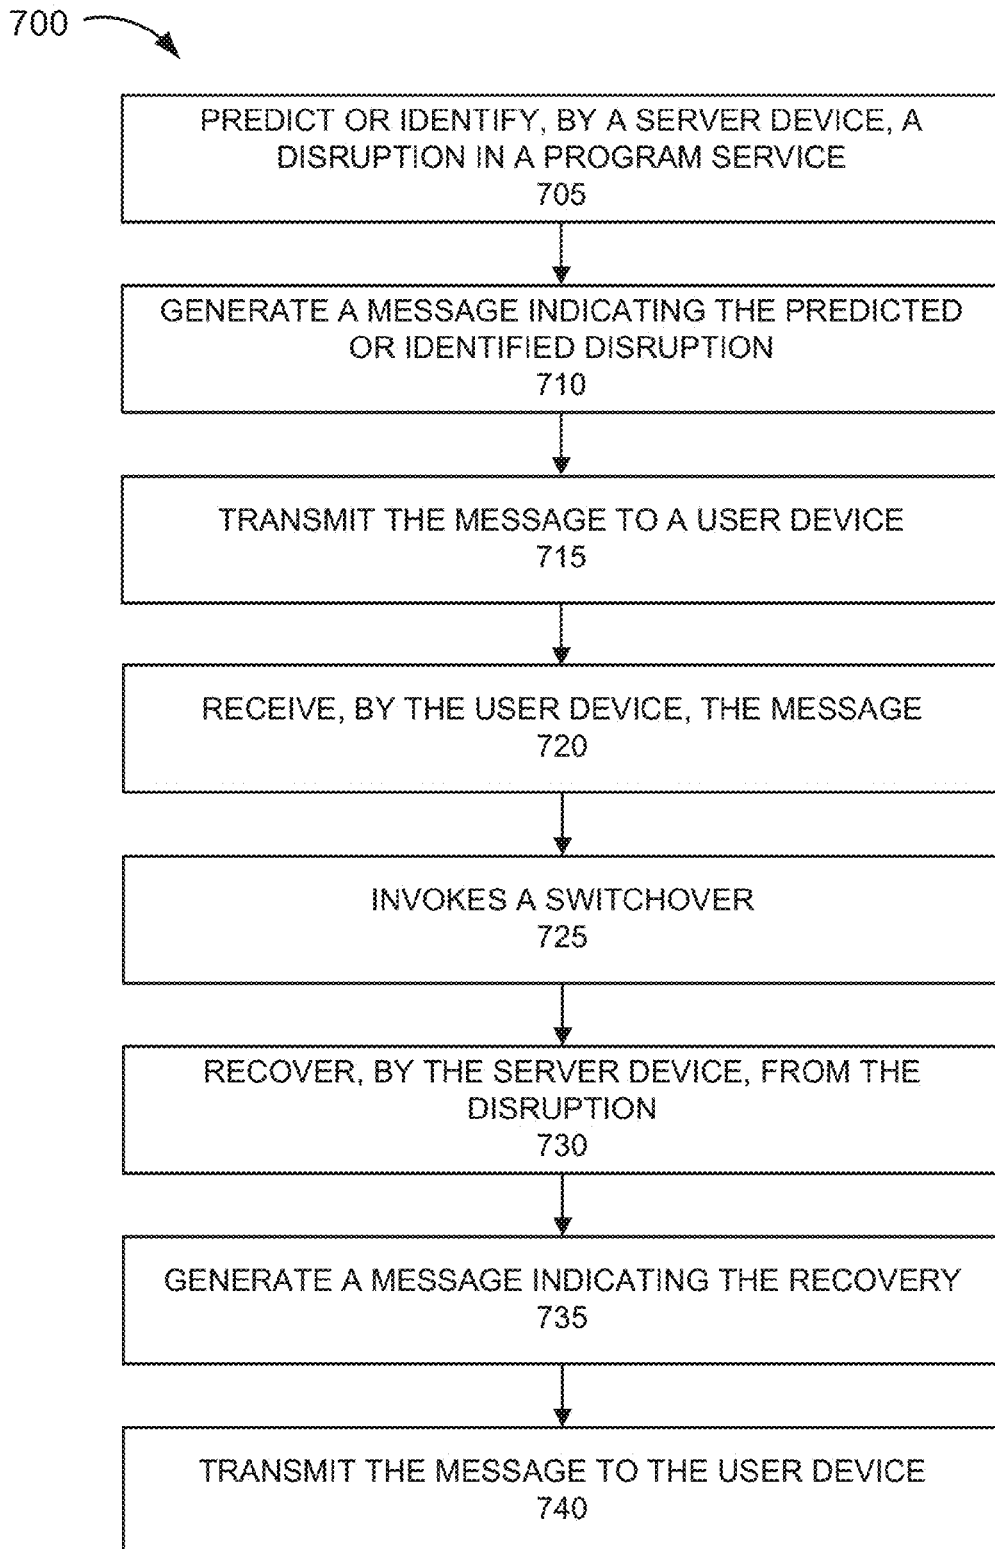 700
PREDICT OR IDENTIFY, BY A SERVER DEVICE, A
DISRUPTION IN A PROGRAM SERVICE
705
GENERATE A MESSAGE INDICATING THE PREDICTED
OR IDENTIFIED DISRUPTION
710
TRANSMIT THE MESSAGE TO A USER DEVICE
715
RECEIVE, BY THE USER DEVICE, THE MESSAGE
720
INVOKES A SWITCHOVER
725
RECOVER, BY THE SERVER DEVICE, FROM THE
DISRUPTION
730
GENERATE A MESSAGE INDICATING THE RECOVERY
735
TRANSMIT THE MESSAGE TO THE USER DEVICE
740